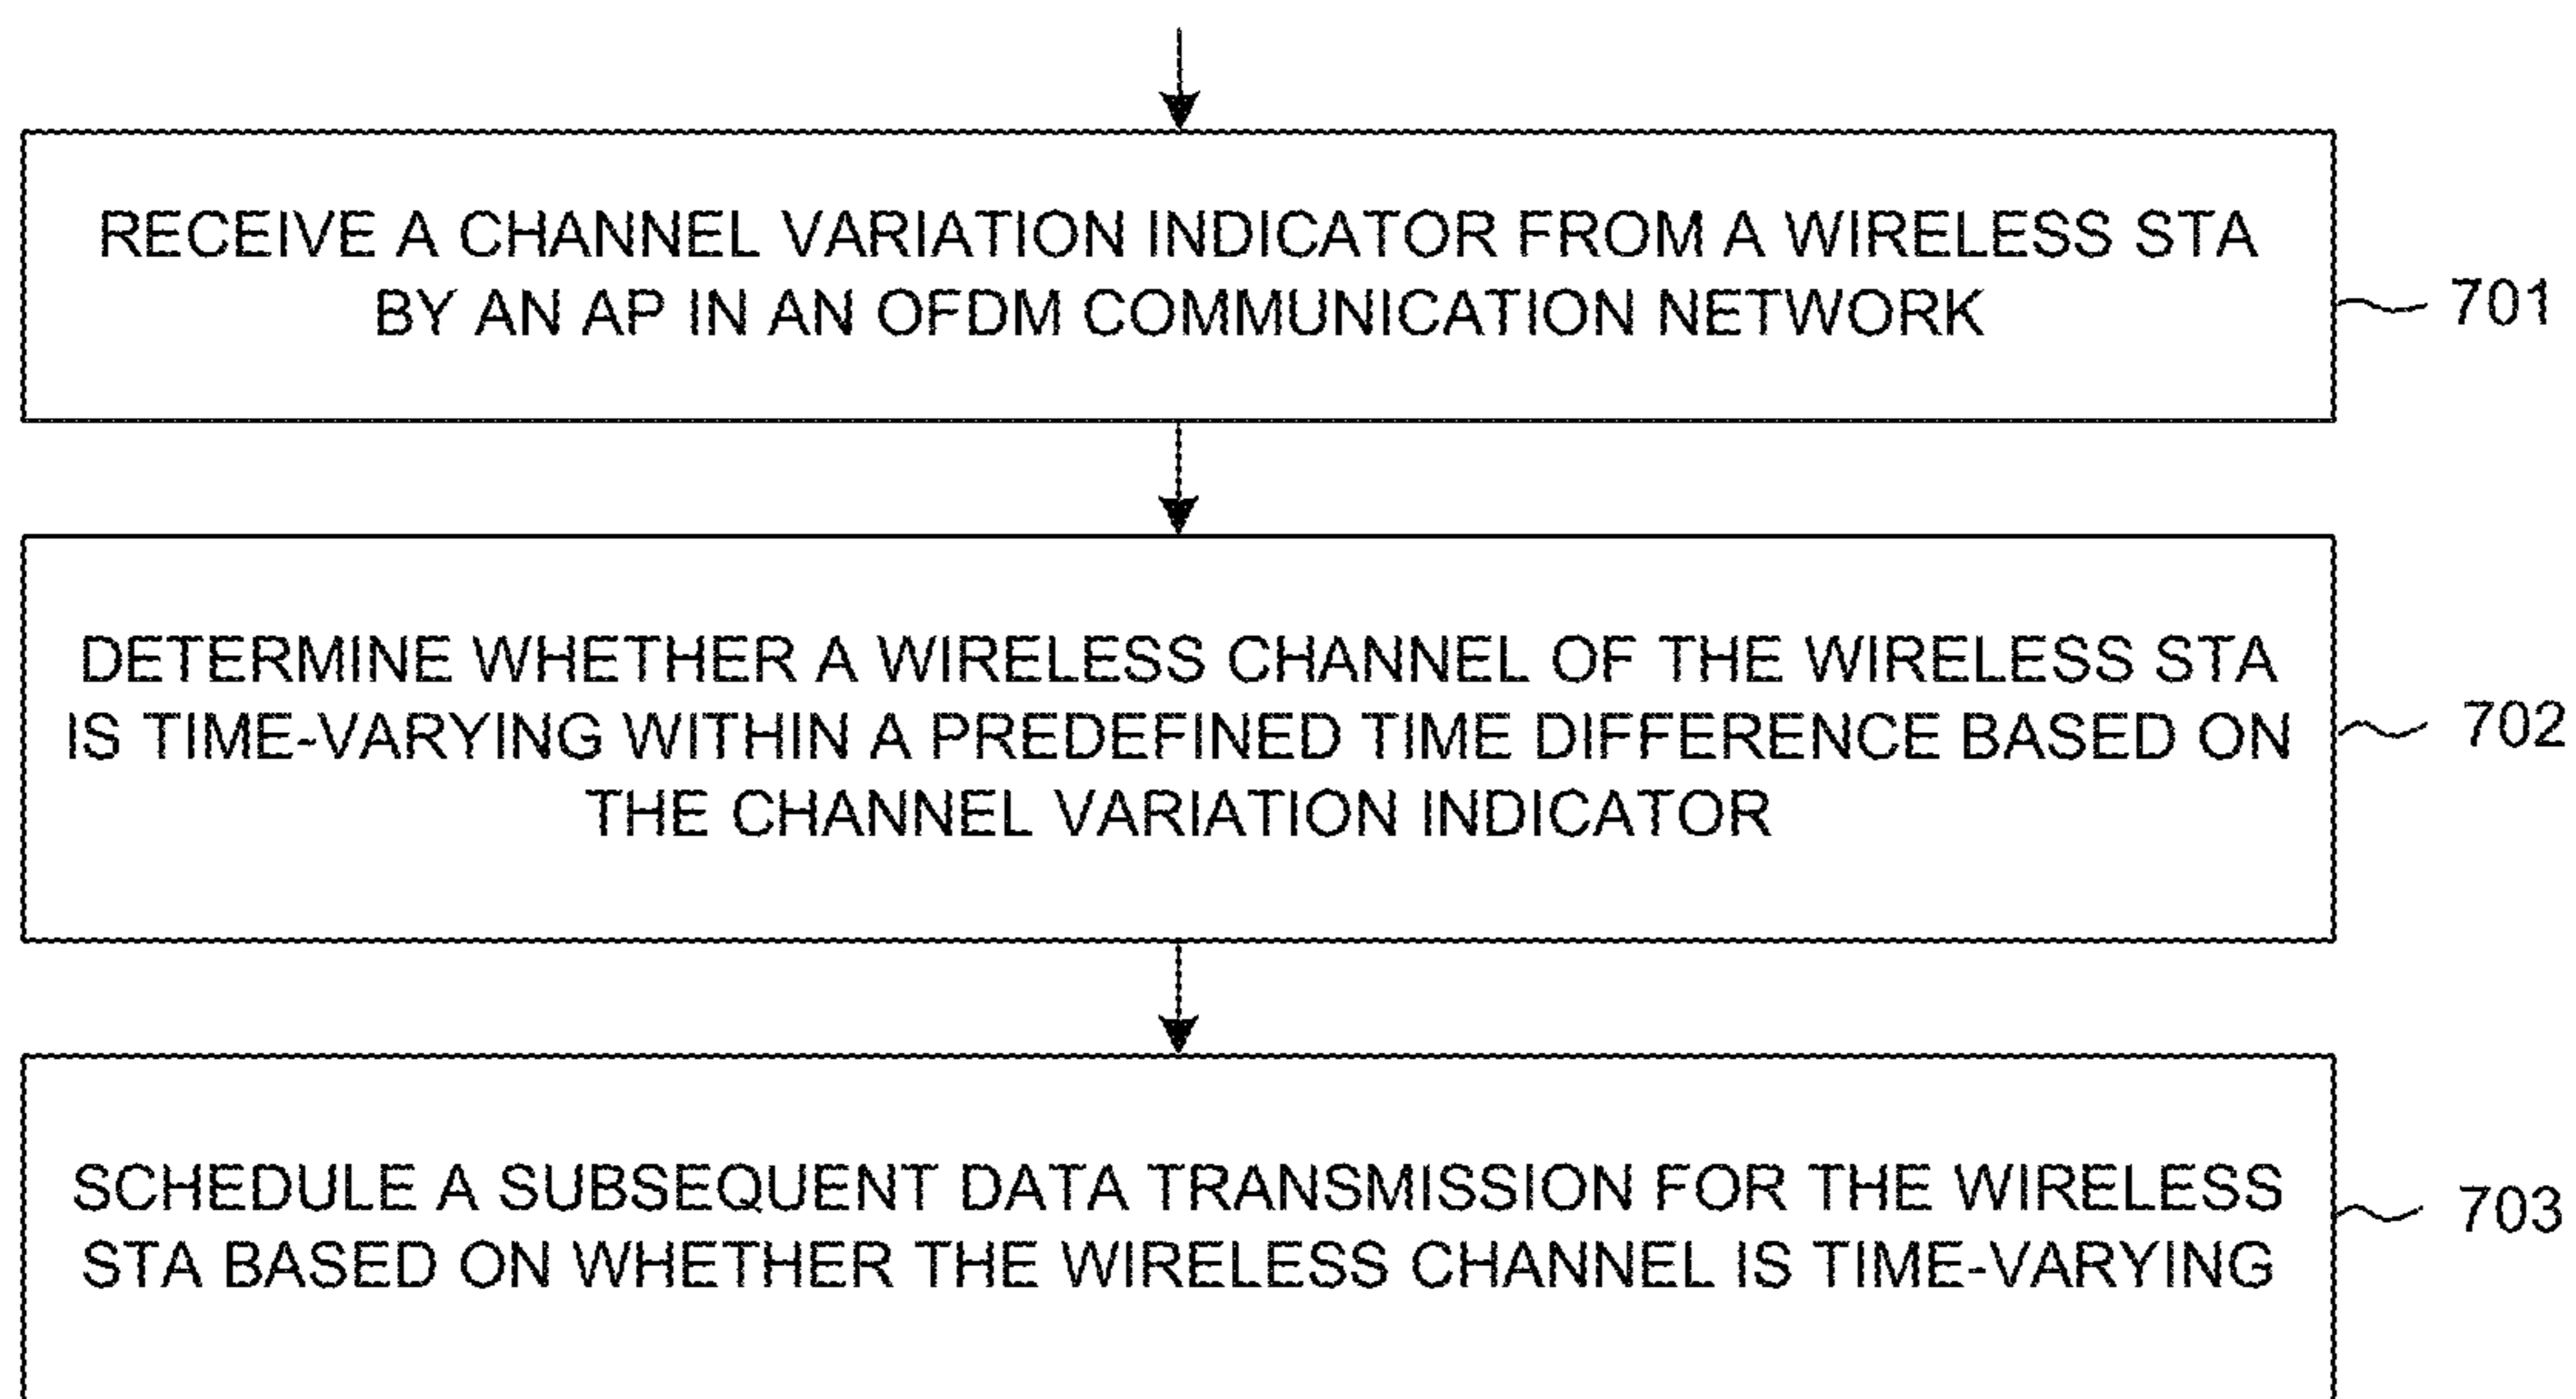 RECEIVE A CHANNEL VARIATION INDICATOR FROM A WIRELESS STA
BY AN AP IN AN OFDM COMMUNICATION NETWORK
701
DETERMINE WHETHER A WIRELESS CHANNEL OF THE WIRELESS STA
IS TIME-VARYING WITHIN A PREDEFINED TIME DIFFERENCE BASED ON
THE CHANNEL VARIATION INDICATOR
702
SCHEDULE A SUBSEQUENT DATA TRANSMISSION FOR THE WIRELESS
STA BASED ON WHETHER THE WIRELESS CHANNEL IS TIME-VARYING
703